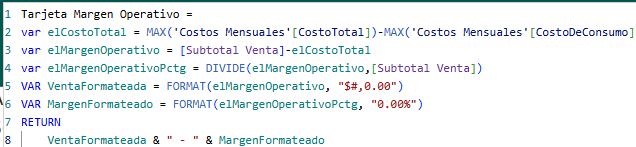 1 Tarjeta Margen Operativo =
2 var elCostoTotal = MAX('Costos Mensuales'[CostoTotal])-MAX('Costos Mensuales'[CostoDeConsumo]
3 var elMargenOperativo = [Subtotal Venta]-elCostoTotal
4 var elMargenOperativoPctg = DIVIDE(elMargenOperativo,[Subtotal Venta])
5 VAR VentaFormateada = FORMAT(elMargenOperativo, "$#,0.00")
6 VAR MargenFormateado = FORMAT(elMargenOperativoPctg, "0.00%")
7 RETURN
8 VentaFormateada & " - " & MargenFormateado